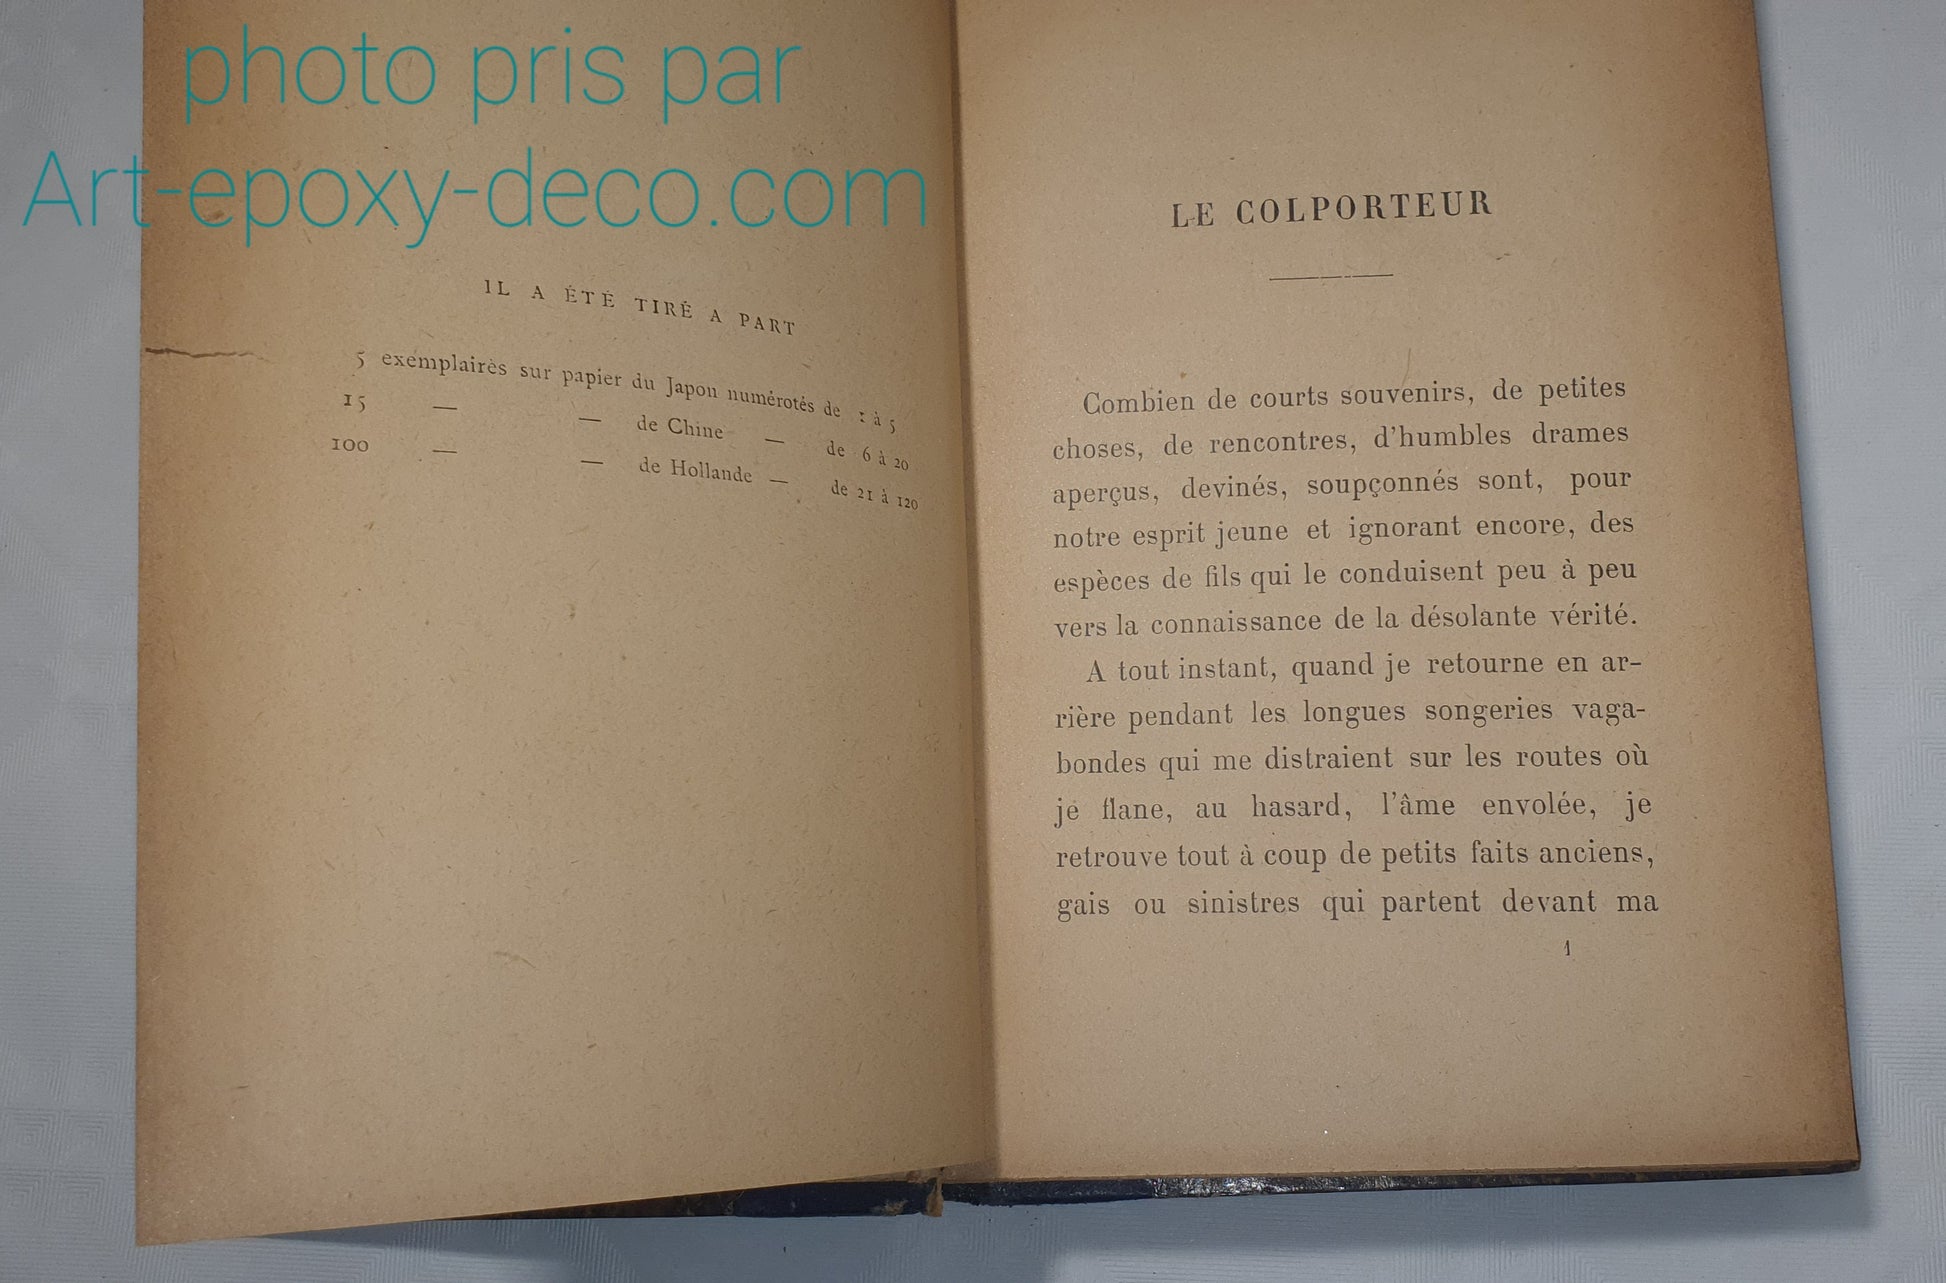 photo pris par
Art-epoxy-deco.com
IL A ÉTÉ TIRÉ A PART
5 exemplairès sur papier du Japon numérotés de 1 à 5
15 — — de Chine — de 6 à 20
100 — — de Hollande — de 21 à 120
LE COLPORTEUR
Combien de courts souvenirs, de petites
choses, de rencontres, d'humbles drames
aperçus, devinés, soupçonnés sont, pour
notre esprit jeune et ignorant encore, des
espèces de fils qui le conduisent peu à peu
vers la connaissance de la désolante vérité.
A tout instant, quand je retourne en ar-
rière pendant les longues songeries vaga-
bondes qui me distraient sur les routes où
je flane, au hasard, l'âme envolée, je
retrouve tout à coup de petits faits anciens,
gais ou sinistres qui partent devant ma
1